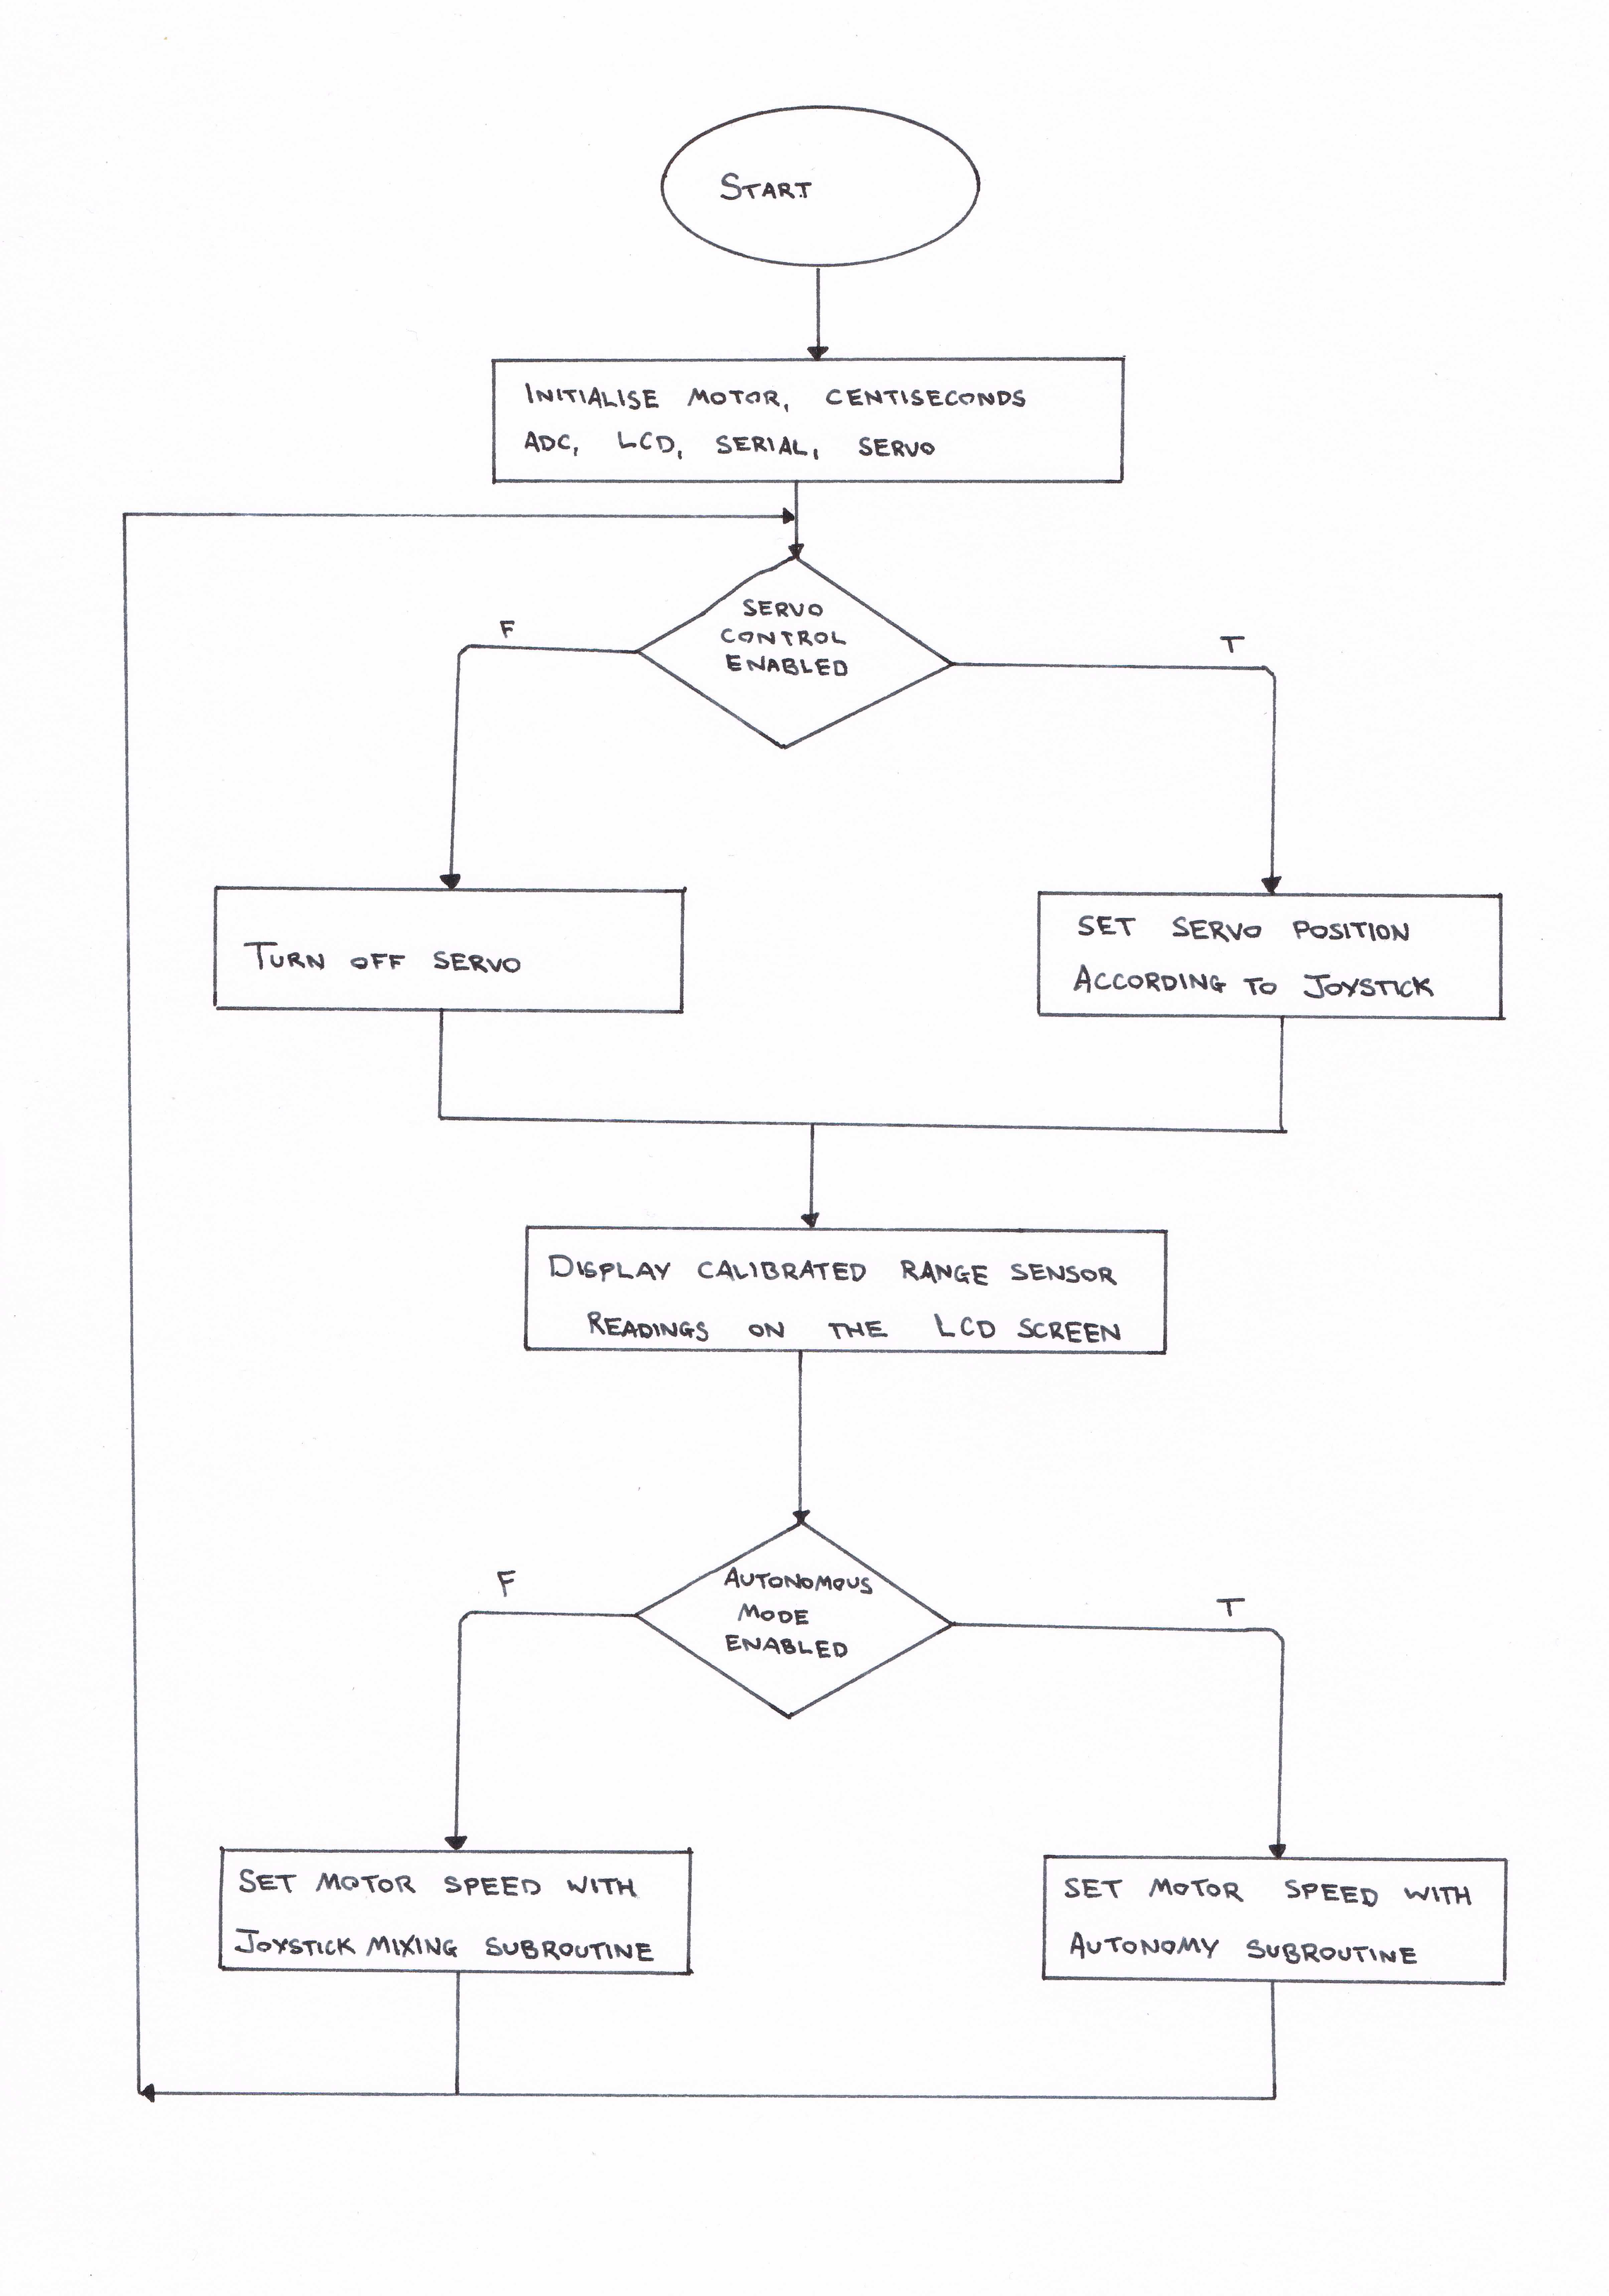 START
INITIALISE MOTOR, CENTISECONDS
ADC, LCD, SERIAL, SERVO
SERVO
CONTROL
ENABLED
F
T
TURN OFF SERVO
SET SERVO POSITION
ACCORDING TO JOYSTICK
DISPLAY CALIBRATED RANGE SENSOR
READINGS ON THE LCD SCREEN
AUTONOMOUS
MODE
ENABLED
F
T
SET MOTOR SPEED WITH
JOYSTICK MIXING SUBROUTINE
SET MOTOR SPEED WITH
AUTONOMY SUBROUTINE